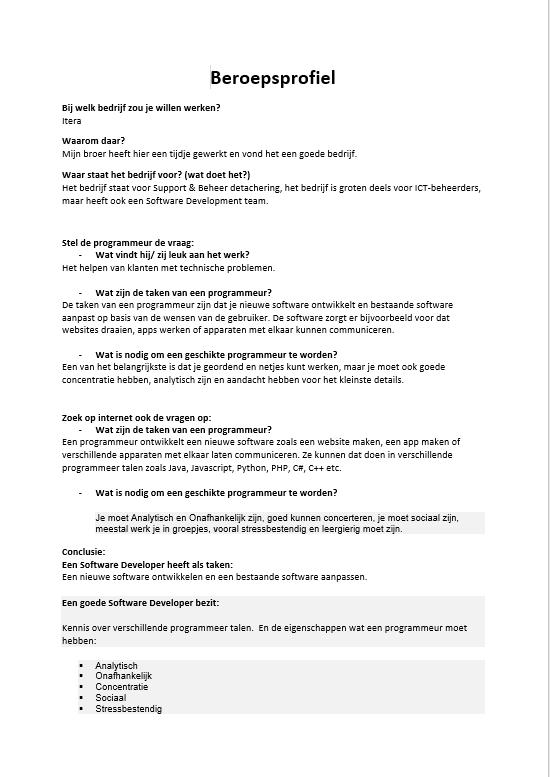 Beroepsprofiel
Bij welk bedrijf zou je willen werken?
Itera
Waarom daar?
Mijn broer heeft hier een tijdje gewerkt en vond het een goede bedrijf.
Waar staat het bedrijf voor? (wat doet het?)
Het bedrijf staat voor Support & Beheer detachering, het bedrijf is groten deels voor ICT-beheerders,
maar heeft ook een Software Development team.
Stel de programmeur de vraag:
- Wat vindt hij/ zij leuk aan het werk?
Het helpen van klanten met technische problemen.
- Wat zijn de taken van een programmeur?
De taken van een programmeur zijn dat je nieuwe software ontwikkelt en bestaande software
aanpast op basis van de wensen van de gebruiker. De software zorgt er bijvoorbeeld voor dat
websites draaien, apps werken of apparaten met elkaar kunnen communiceren.
- Wat is nodig om een geschikte programmeur te worden?
Een van het belangrijkste is dat je geordend en netjes kunt werken, maar je moet ook goede
concentratie hebben, analytisch zijn en aandacht hebben voor het kleinste details.
Zoek op internet ook de vragen op:
- Wat zijn de taken van een programmeur?
Een programmeur ontwikkelt een nieuwe software zoals een website maken, een app maken of
verschillende apparaten met elkaar laten communiceren. Ze kunnen dat doen in verschillende
programmeer talen zoals Java, Javascript, Python, PHP, C#, C++ etc.
- Wat is nodig om een geschikte programmeur te worden?
Je moet Analytisch en Onafhankelijk zijn, goed kunnen concerteren, je moet sociaal zijn,
meestal werk je in groepjes, vooral stressbestendig en leergierig moet zijn.
Conclusie:
Een Software Developer heeft als taken:
Een nieuwe software ontwikkelen en een bestaande software aanpassen.
Een goede Software Developer bezit:
Kennis over verschillende programmeer talen. En de eigenschappen wat een programmeur moet
hebben:
▪ Analytisch
▪ Onafhankelijk
▪ Concentratie
▪ Sociaal
▪ Stressbestendig